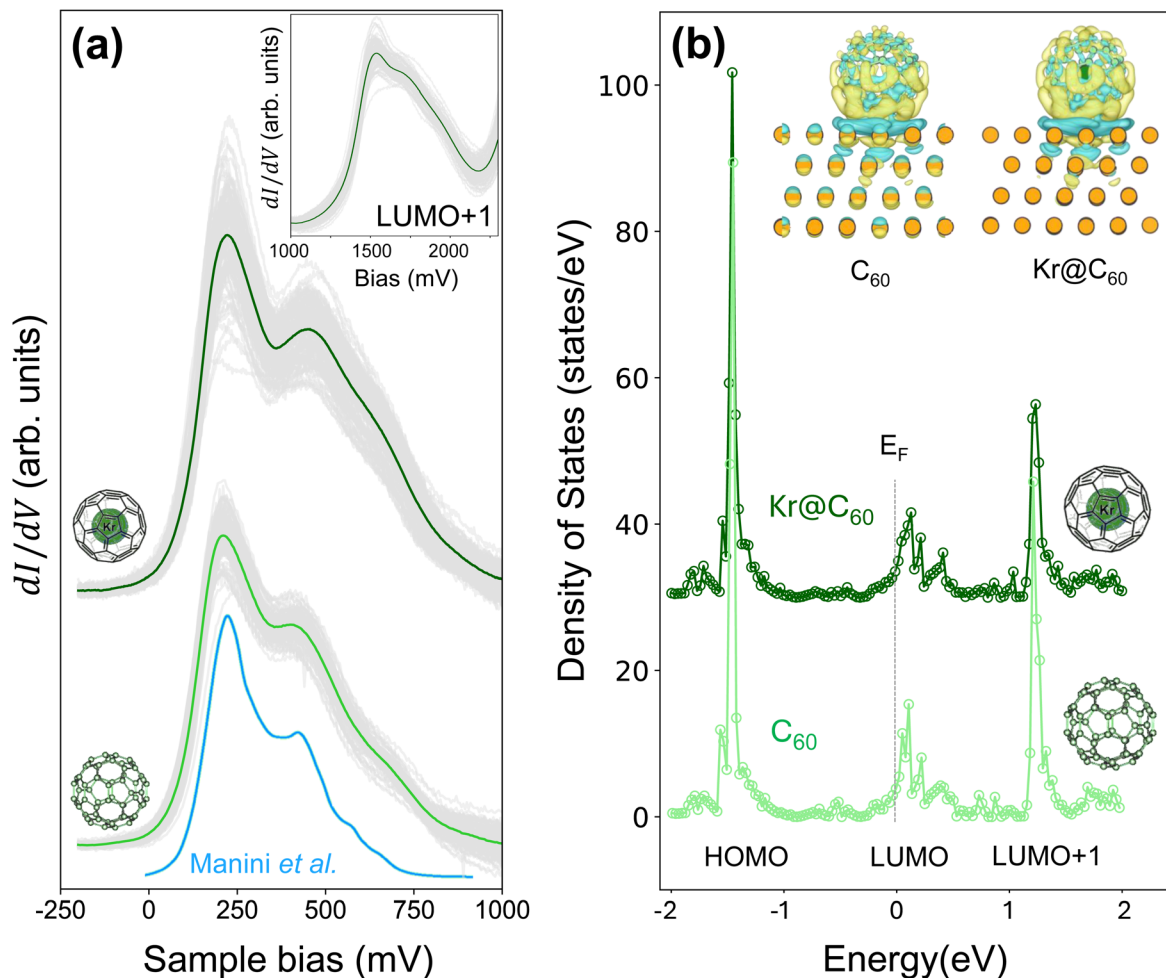 (a)
dI/dV (arb. units)
LUMO+1
1000 1500 2000
Bias (mV)
dI/dV (arb. units)
Kr
Manini et al.
-250 0 250 500 750 1000
Sample bias (mV)
(b)
C₆₀
Kr@C₆₀
100
80
60
40
20
0
Density of States (states/eV)
E_F
Kr@C₆₀
Kr
C₆₀
HOMO LUMO LUMO+1
-2 -1 0 1 2
Energy(eV)